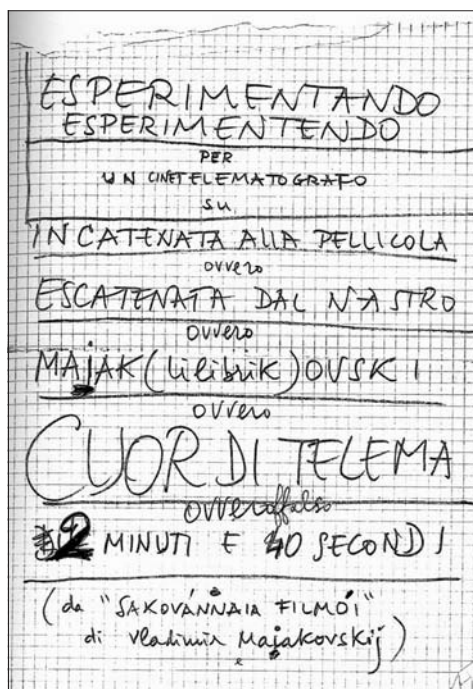 ESPERIMENTANDO
ESPERIMENTENDO
PER
UN CINETELEMATOGRAFO
SU
INCATENATA ALLA PELLICOLA
ovvero
ESCATENATA DAL NASTRO
ovvero
MAjAK(lilibrik)OVSKI
ovvero
CUOR DI TELEMA
ovveroffalso
2 MINUTI E 40 SECONDI
(da "SAKOVÁNNAIA FILMÓI"
di Vladimir Majakovskij)